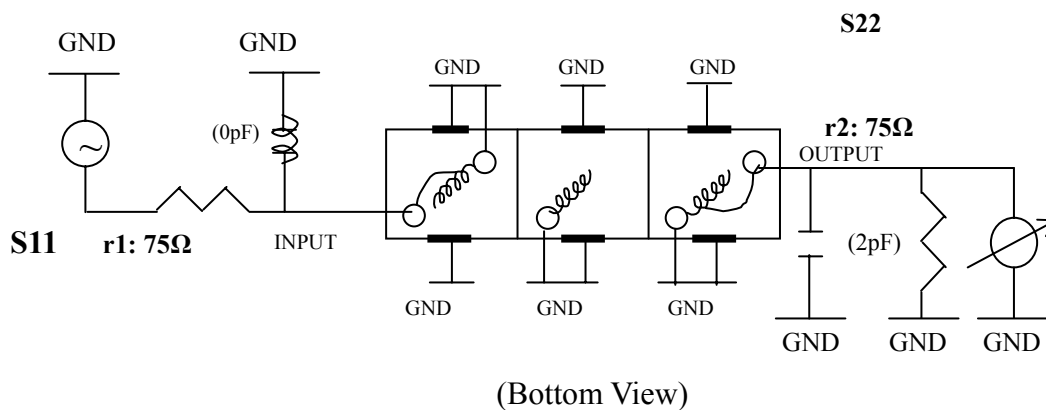 S22
GND
GND
GND
GND
GND
(0pF)
r2: 75Ω
OUTPUT
S11
r1: 75Ω
INPUT
(2pF)
GND
GND
GND
GND
GND
GND
(Bottom View)